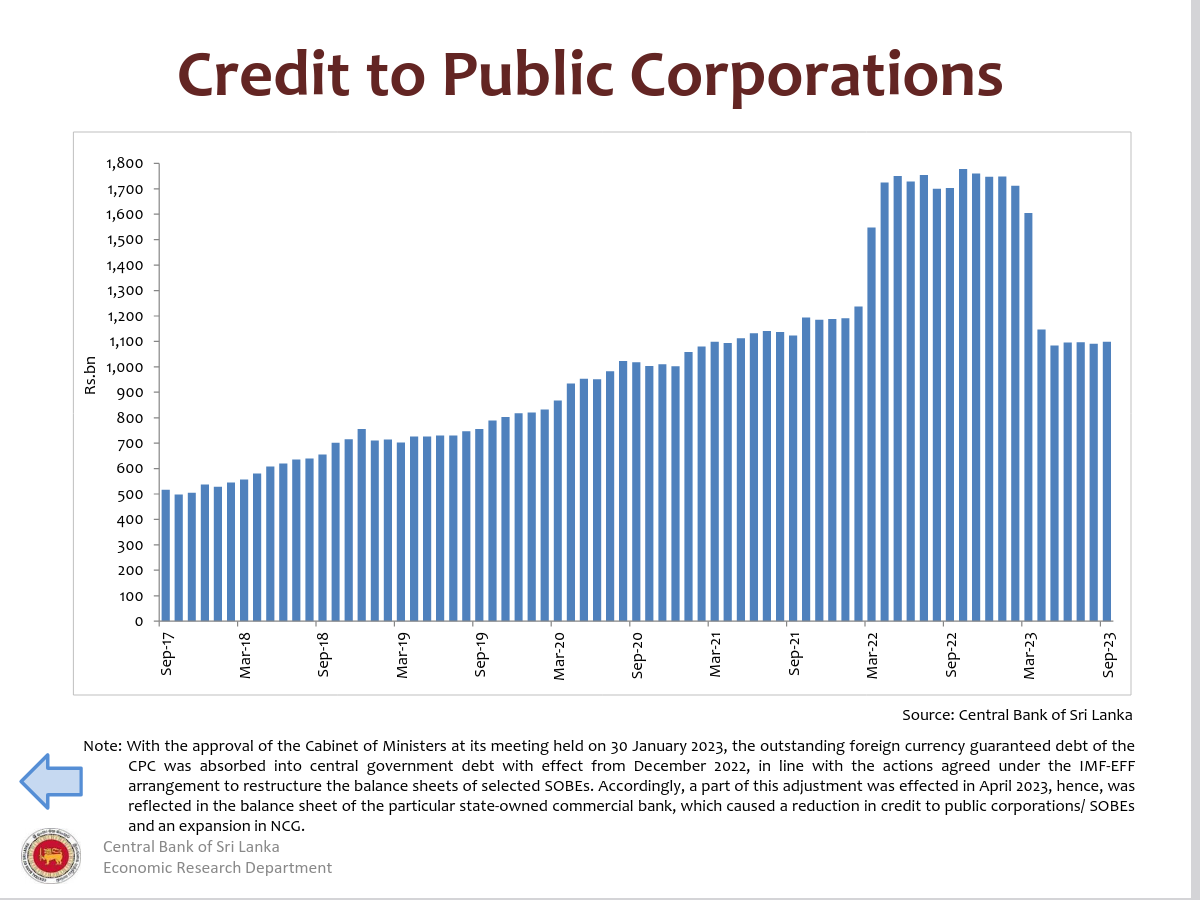 Credit to Public Corporations
1,800
1,700
1,600
1,500
1,400
1,300
1,200
1,100
1,000
900
800
700
600
500
400
300
200
100
0
Rs.bn
Sep-17
Mar-18
Sep-18
Mar-19
Sep-19
Mar-20
Sep-20
Mar-21
Sep-21
Mar-22
Sep-22
Mar-23
Sep-23
Source: Central Bank of Sri Lanka
Note: With the approval of the Cabinet of Ministers at its meeting held on 30 January 2023, the outstanding foreign currency guaranteed debt of the
CPC was absorbed into central government debt with effect from December 2022, in line with the actions agreed under the IMF-EFF
arrangement to restructure the balance sheets of selected SOBEs. Accordingly, a part of this adjustment was effected in April 2023, hence, was
reflected in the balance sheet of the particular state-owned commercial bank, which caused a reduction in credit to public corporations/ SOBEs
and an expansion in NCG.
Central Bank of Sri Lanka
Economic Research Department